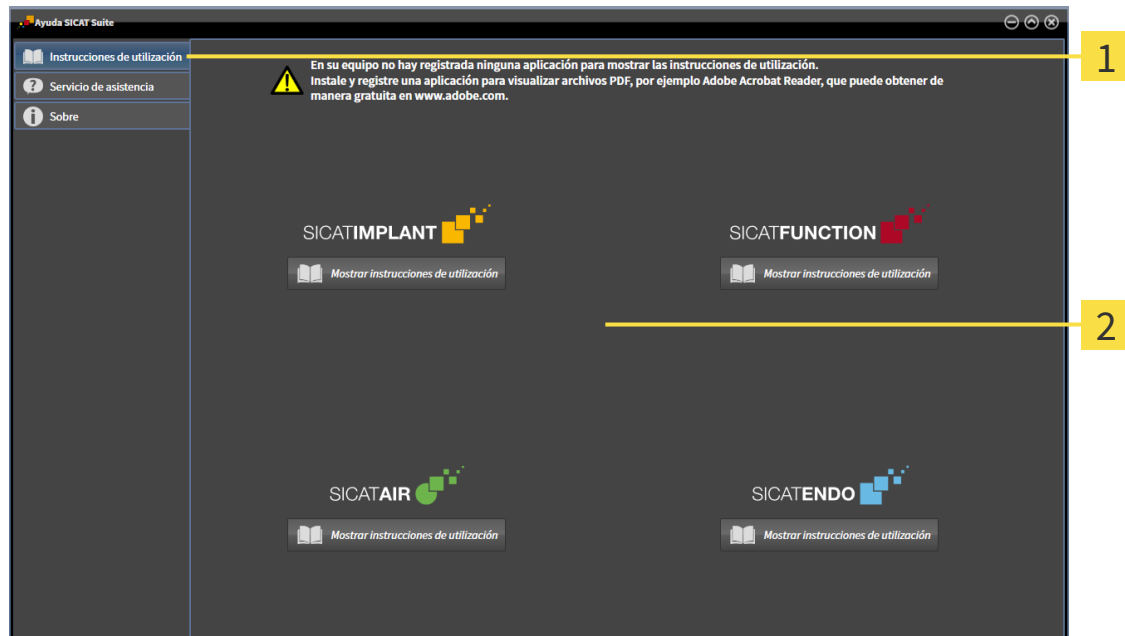 Ayuda SICAT Suite
Instrucciones de utilización
1
Servicio de asistencia
Sobre
En su equipo no hay registrada ninguna aplicación para mostrar las instrucciones de utilización.
Instale y registre una aplicación para visualizar archivos PDF, por ejemplo Adobe Acrobat Reader, que puede obtener de
manera gratuita en www.adobe.com.
SICATIMPLANT
Mostrar instrucciones de utilización
SICATFUNCTION
Mostrar instrucciones de utilización
2
SICATAIR
Mostrar instrucciones de utilización
SICATENDO
Mostrar instrucciones de utilización